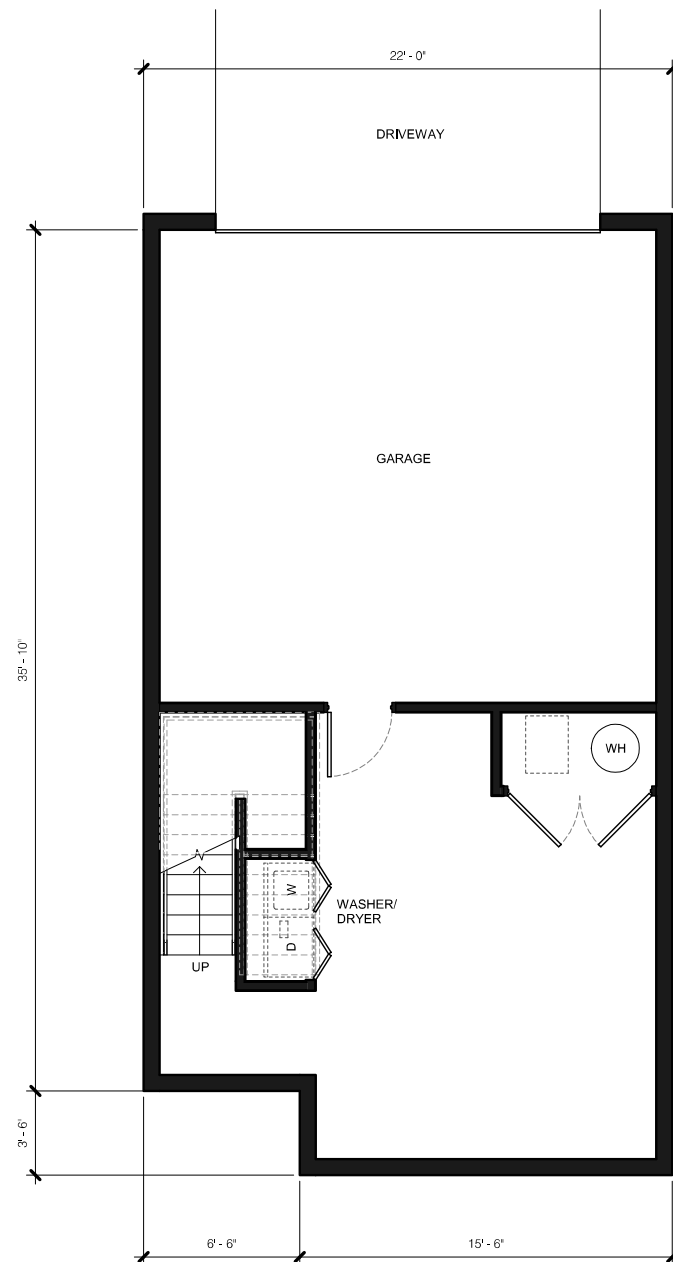 22' - 0"
DRIVEWAY
GARAGE
35' - 10"
WH
W
WASHER/
DRYER
D
UP
3' - 6"
6' - 6"
15' - 6"